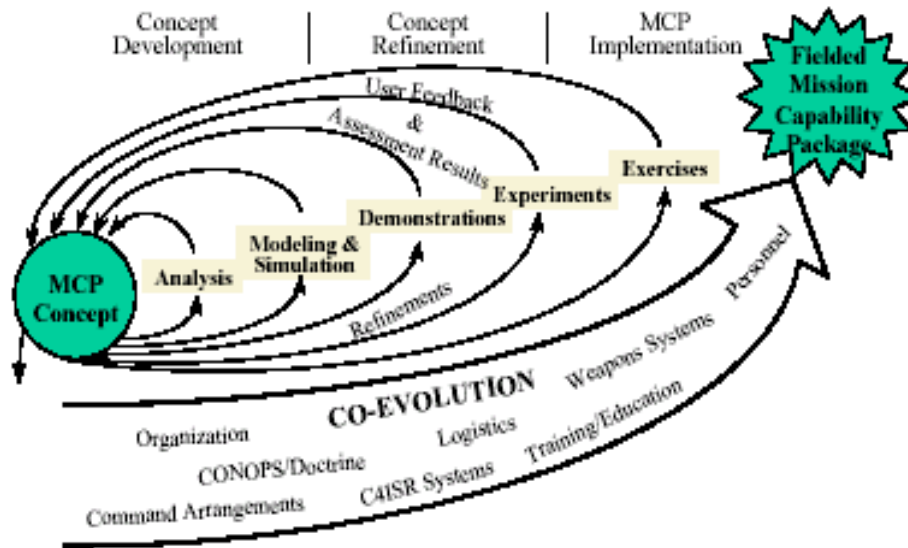 Concept
Development
Concept
Refinement
MCP
Implementation
Fielded
Mission
Capability
Package
User Feedback
&
Assessment Results
Exercises
Experiments
Demonstrations
Modeling &
Simulation
Analysis
MCP
Concept
Refinements
Personnel
Weapons Systems
CO-EVOLUTION
Organization
Logistics
Training/Education
CONOPS/Doctrine
C4ISR Systems
Command Arrangements